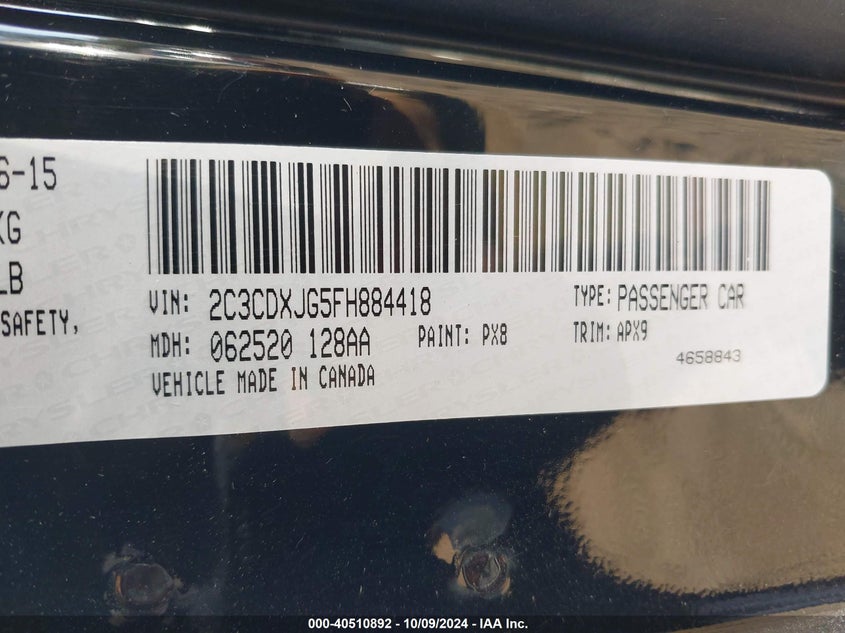 6-15
KG
LB
SAFETY,
VIN: 2C3CDXJG5FH884418
TYPE: PASSENGER CAR
MDH: 062520 128AA
PAINT: PX8
TRIM: APX9
VEHICLE MADE IN CANADA
4658843
000-40510892 - 10/09/2024 - IAA Inc.